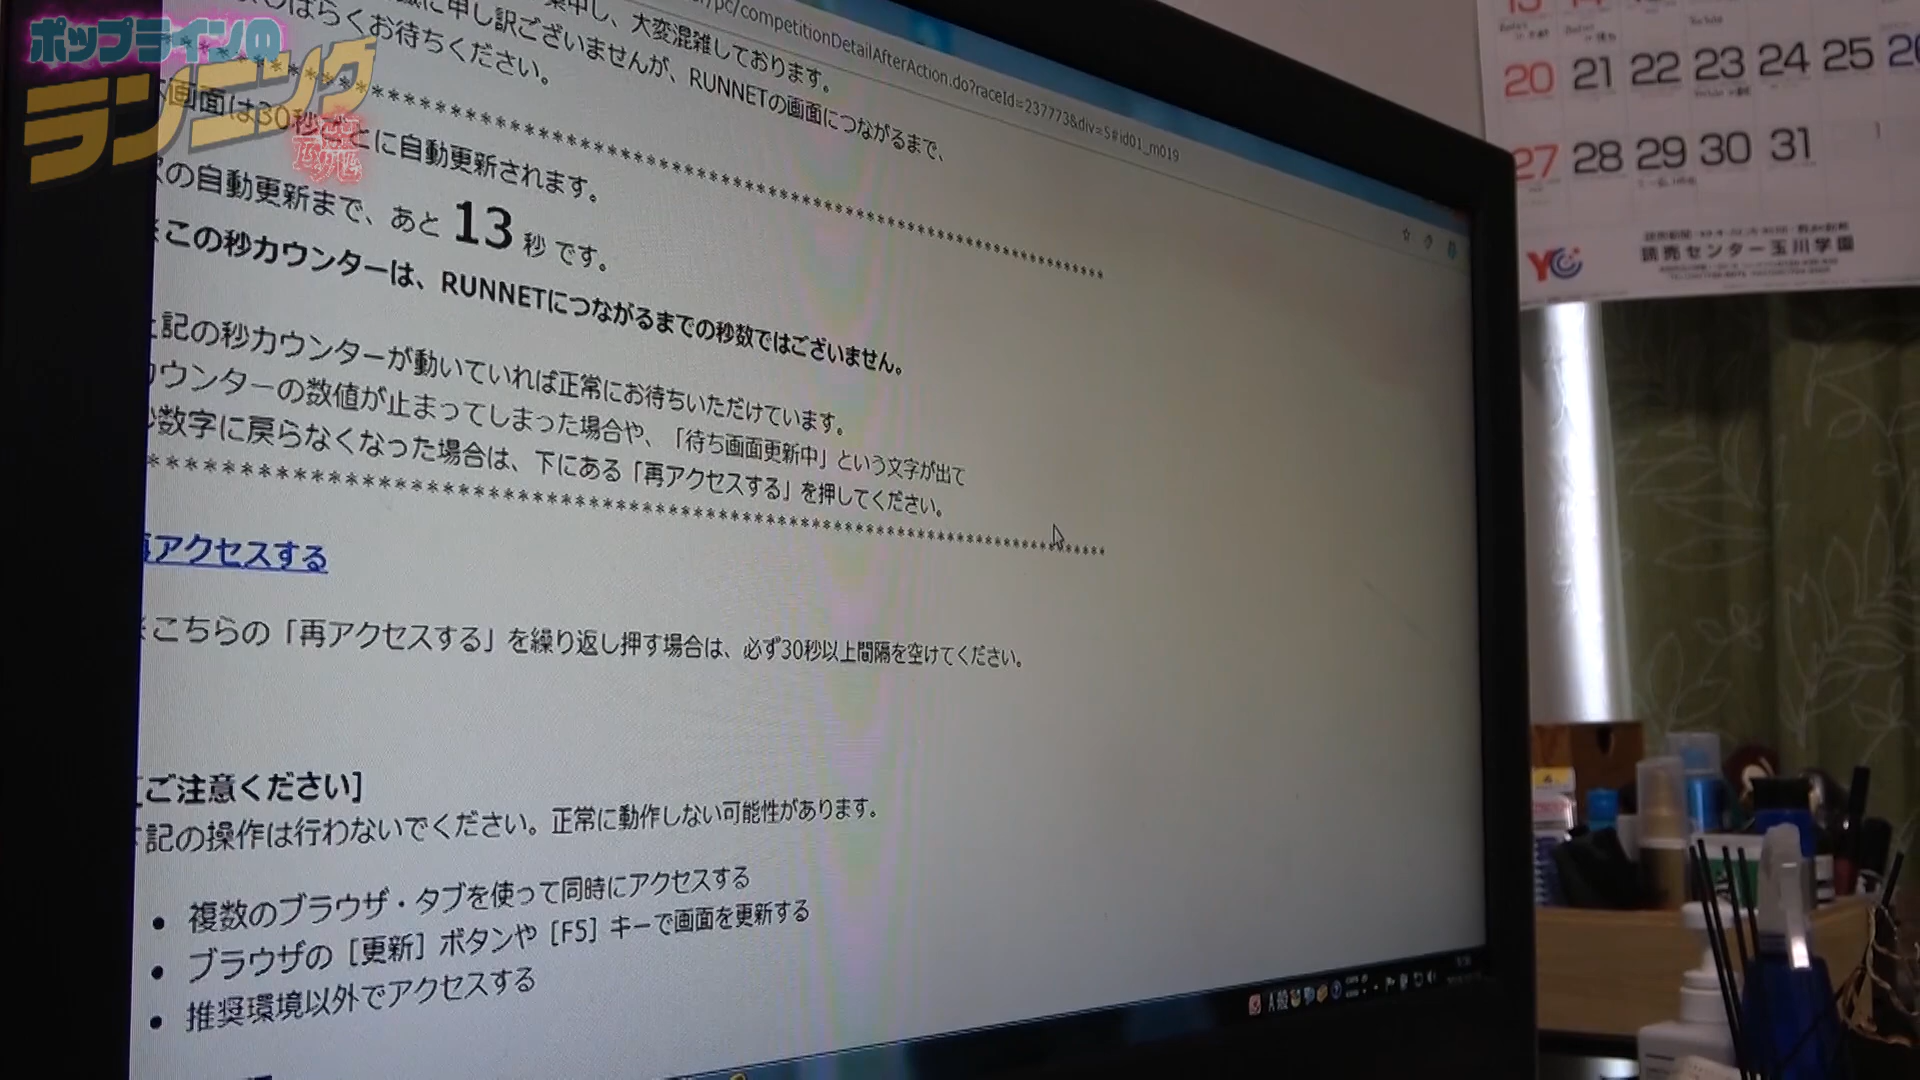 ポップラインの
ランニング魂
/pc/competitionDetailAfterAction.do?raceId=237773&div=S#id01_m019
中し、大変混雑しております。
に申し訳ございませんが、RUNNETの画面につながるまで、
しばらくお待ちください。
****************************************
画面は30秒ごとに自動更新されます。
の自動更新まで、あと 13 秒 です。
※この秒カウンターは、RUNNETにつながるまでの秒数ではございません。
上記の秒カウンターが動いていれば正常にお待ちいただけています。
カウンターの数値が止まってしまった場合や、「待ち画面更新中」という文字が出て
数字に戻らなくなった場合は、下にある「再アクセスする」を押してください。
****************************************
再アクセスする
※こちらの「再アクセスする」を繰り返し押す場合は、必ず30秒以上間隔を空けてください。
[ご注意ください]
下記の操作は行わないでください。正常に動作しない可能性があります。
• 複数のブラウザ・タブを使って同時にアクセスする
• ブラウザの［更新］ボタンや［F5］キーで画面を更新する
• 推奨環境以外でアクセスする
A 般
20 21 22 23 24 25
27 28 29 30 31
YC
読売センター玉川学園